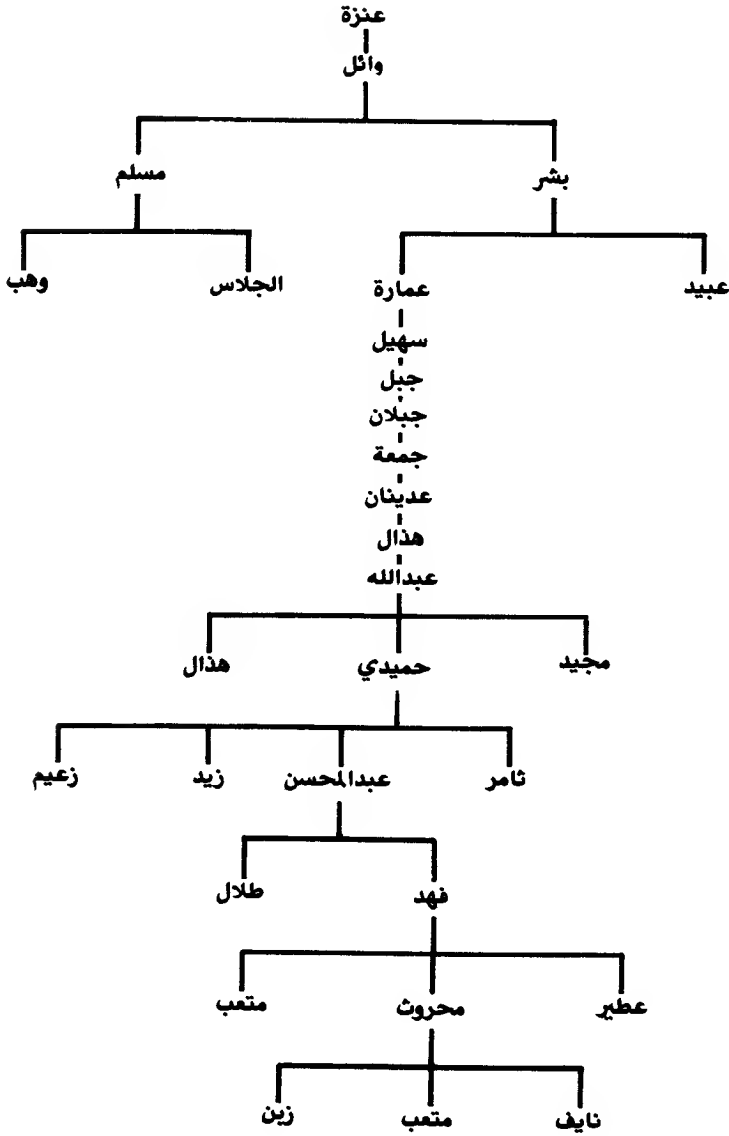 عنزة
وائل
بشر
مسلم
عبيد
عمارة
الجلاس
وهب
سهيل
جبل
جبلان
جمعة
عدينان
هذال
عبدالله
مجيد
حميدي
هذال
ثامر
عبدالمحسن
زيد
زعيم
فهد
طلال
عطير
محروث
متعب
نايف
متعب
زبن